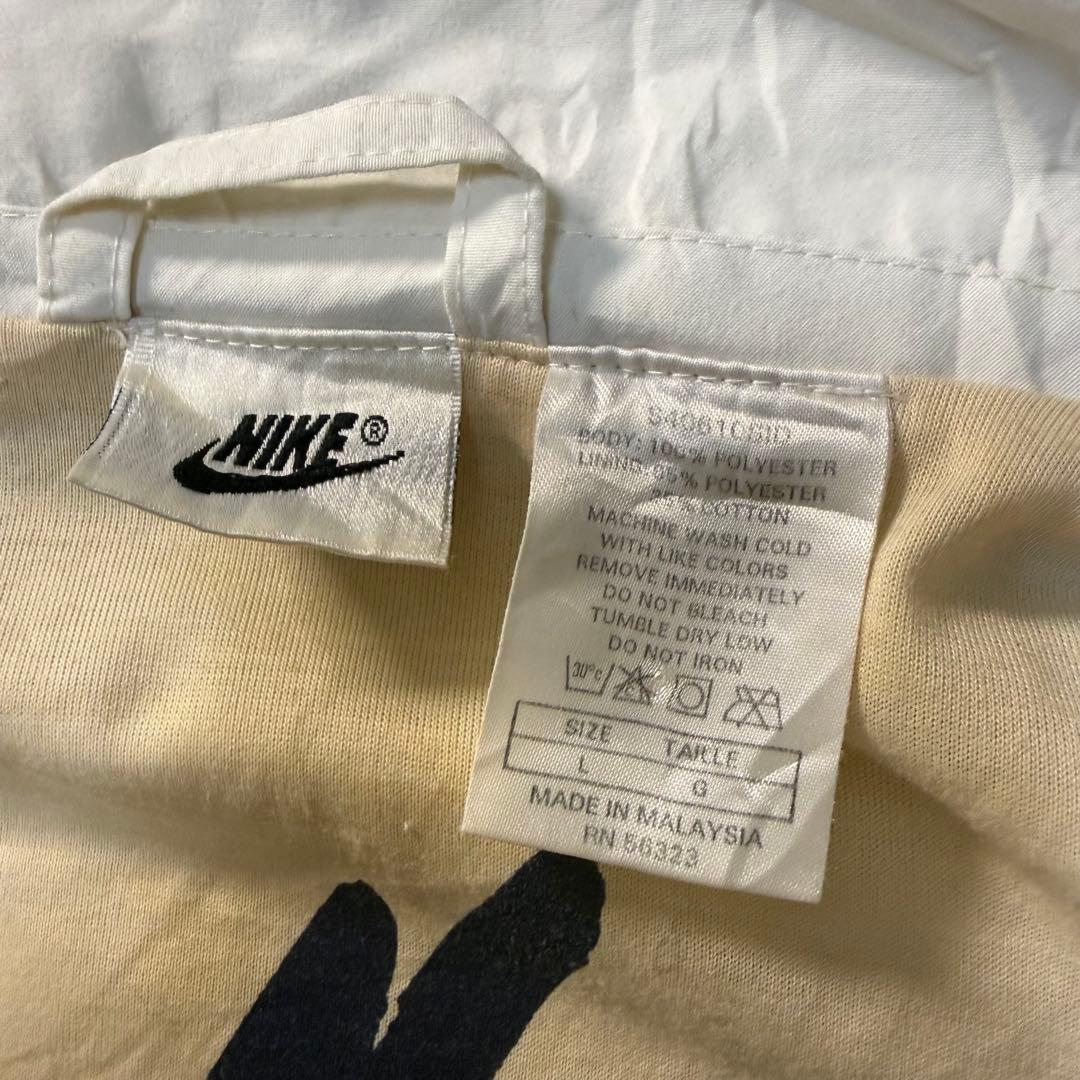 NIKE®
BODY: 100% POLYESTER
LINING: % POLYESTER
% COTTON
MACHINE WASH COLD
WITH LIKE COLORS
REMOVE IMMEDIATELY
DO NOT BLEACH
TUMBLE DRY LOW
DO NOT IRON
30°C
SIZE TAILLE
L G
MADE IN MALAYSIA
RN 56323